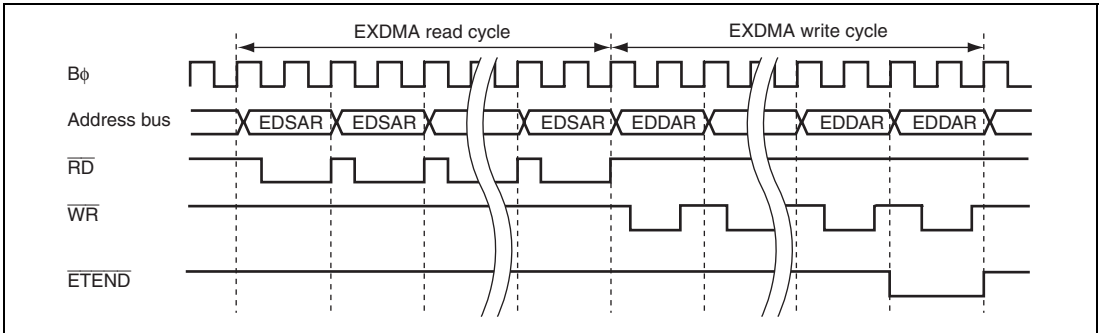 EXDMA read cycle EXDMA write cycle
Bϕ
Address bus EDSAR EDSAR EDSAR EDDAR EDDAR EDDAR
RD
WR
ETEND